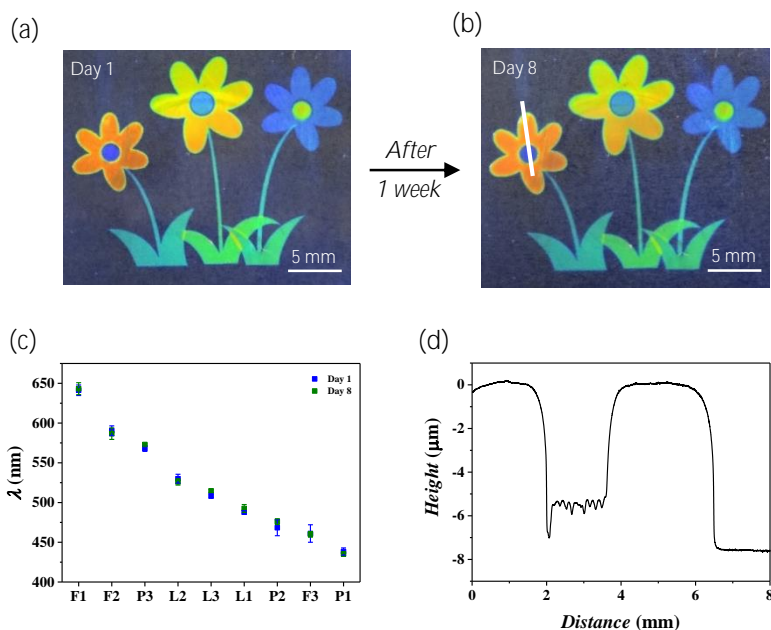 (a)
(b)
Day 1
Day 8
After
1 week
5 mm
5 mm
(c)
(d)
650
600
550
500
450
400
λ (nm)
Day 1
Day 8
F1 F2 P3 L2 L3 L1 P2 F3 P1
0
-2
-4
-6
-8
Height (μm)
0 2 4 6 8
Distance (mm)